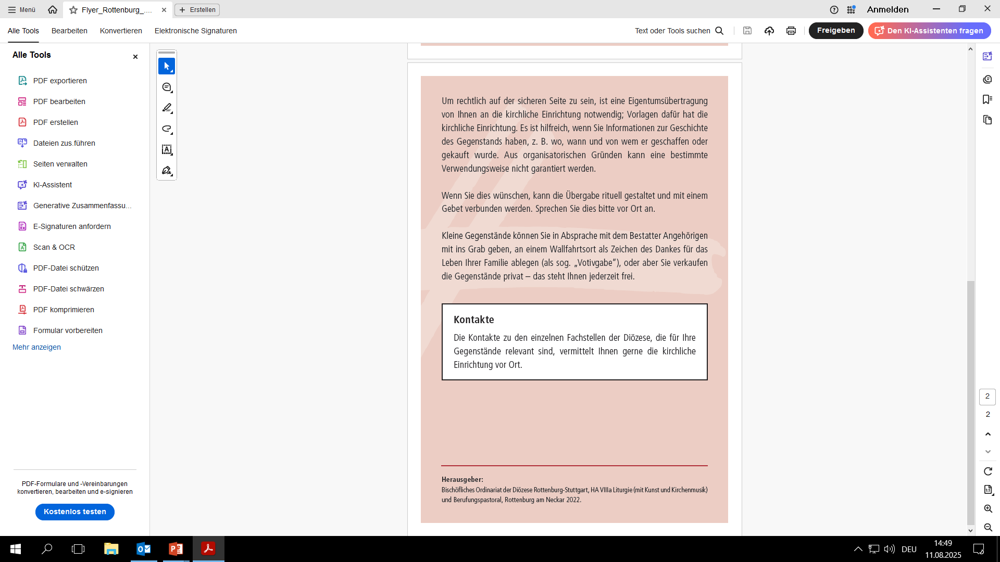 Menü
Flyer_Rottenburg_....
Erstellen
Anmelden
Alle Tools
Bearbeiten
Konvertieren
Elektronische Signaturen
Text oder Tools suchen
Freigeben
Den KI-Assistenten fragen
Alle Tools
PDF exportieren
PDF bearbeiten
PDF erstellen
Dateien zus.führen
Seiten verwalten
KI-Assistent
Generative Zusammenfassu...
E-Signaturen anfordern
Scan & OCR
PDF-Datei schützen
PDF-Datei schwärzen
PDF komprimieren
Formular vorbereiten
Mehr anzeigen
PDF-Formulare und -Vereinbarungen
konvertieren, bearbeiten und e-signieren
Kostenlos testen
Um rechtlich auf der sicheren Seite zu sein, ist eine Eigentumsübertragung
von Ihnen an die kirchliche Einrichtung notwendig; Vorlagen dafür hat die
kirchliche Einrichtung. Es ist hilfreich, wenn Sie Informationen zur Geschichte
des Gegenstands haben, z. B. wo, wann und von wem er geschaffen oder
gekauft wurde. Aus organisatorischen Gründen kann eine bestimmte
Verwendungsweise nicht garantiert werden.
Wenn Sie dies wünschen, kann die Übergabe rituell gestaltet und mit einem
Gebet verbunden werden. Sprechen Sie dies bitte vor Ort an.
Kleine Gegenstände können Sie in Absprache mit dem Bestatter Angehörigen
mit ins Grab geben, an einem Wallfahrtsort als Zeichen des Dankes für das
Leben Ihrer Familie ablegen (als sog. „Votivgabe“), oder aber Sie verkaufen
die Gegenstände privat – das steht Ihnen jederzeit frei.
Kontakte
Die Kontakte zu den einzelnen Fachstellen der Diözese, die für Ihre
Gegenstände relevant sind, vermittelt Ihnen gerne die kirchliche
Einrichtung vor Ort.
Herausgeber:
Bischöfliches Ordinariat der Diözese Rottenburg-Stuttgart, HA VIIIa Liturgie (mit Kunst und Kirchenmusik)
und Berufungspastoral, Rottenburg am Neckar 2022.
2
2
DEU
14:49
11.08.2025